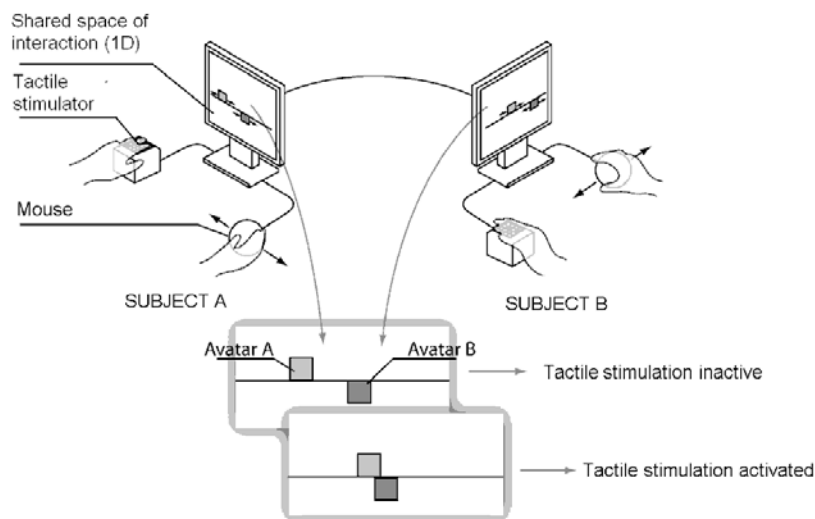 Shared space of
interaction (1D)
Tactile
stimulator
Mouse
SUBJECT A
SUBJECT B
Avatar A
Avatar B
Tactile stimulation inactive
Tactile stimulation activated